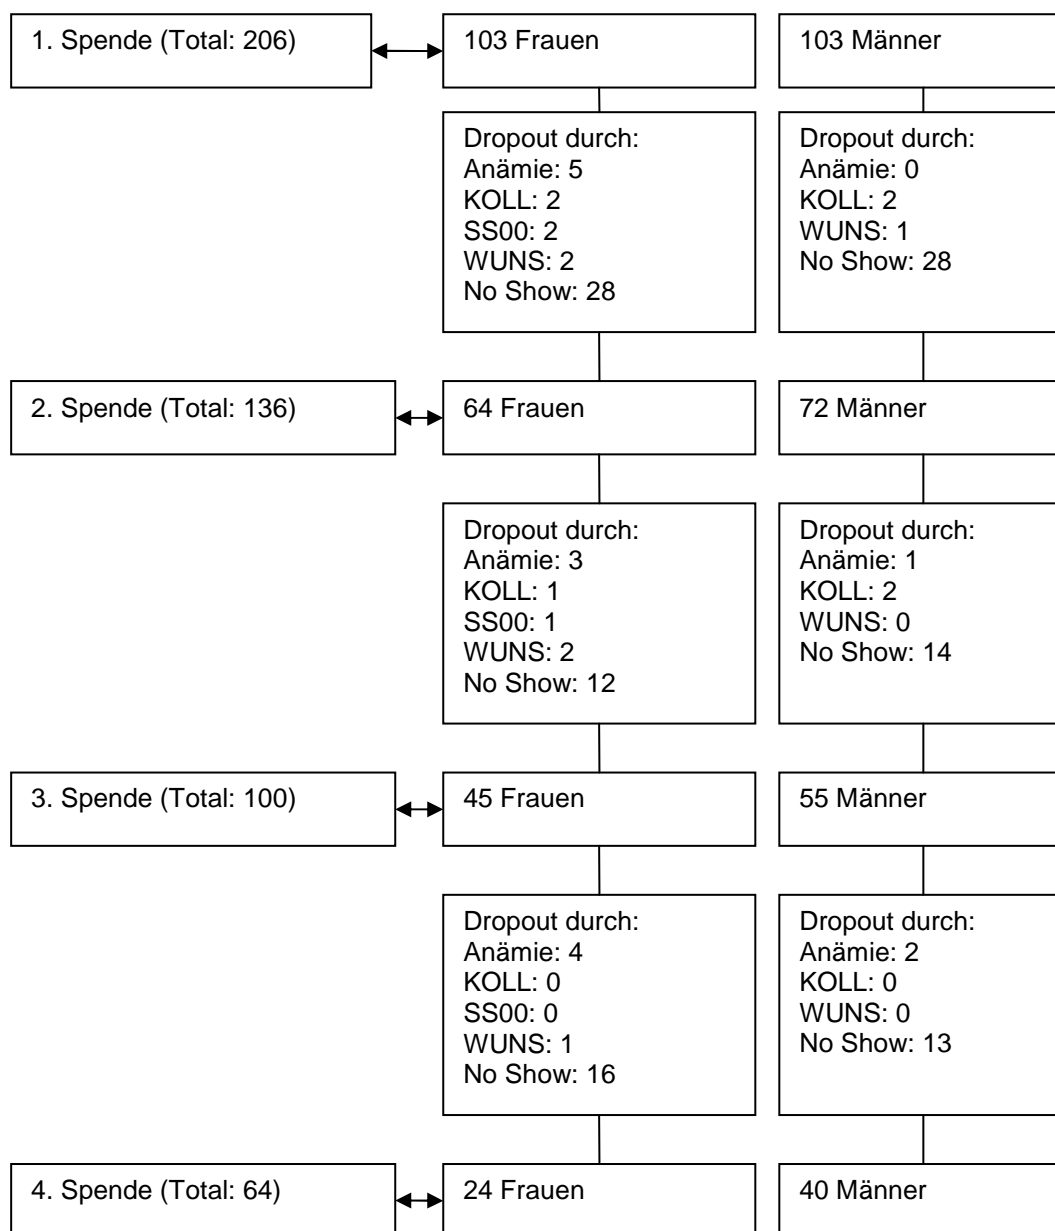 1. Spende (Total: 206)
103 Frauen
103 Männer
Dropout durch:
Anämie: 5
KOLL: 2
SS00: 2
WUNS: 2
No Show: 28
Dropout durch:
Anämie: 0
KOLL: 2
WUNS: 1
No Show: 28
2. Spende (Total: 136)
64 Frauen
72 Männer
Dropout durch:
Anämie: 3
KOLL: 1
SS00: 1
WUNS: 2
No Show: 12
Dropout durch:
Anämie: 1
KOLL: 2
WUNS: 0
No Show: 14
3. Spende (Total: 100)
45 Frauen
55 Männer
Dropout durch:
Anämie: 4
KOLL: 0
SS00: 0
WUNS: 1
No Show: 16
Dropout durch:
Anämie: 2
KOLL: 0
WUNS: 0
No Show: 13
4. Spende (Total: 64)
24 Frauen
40 Männer